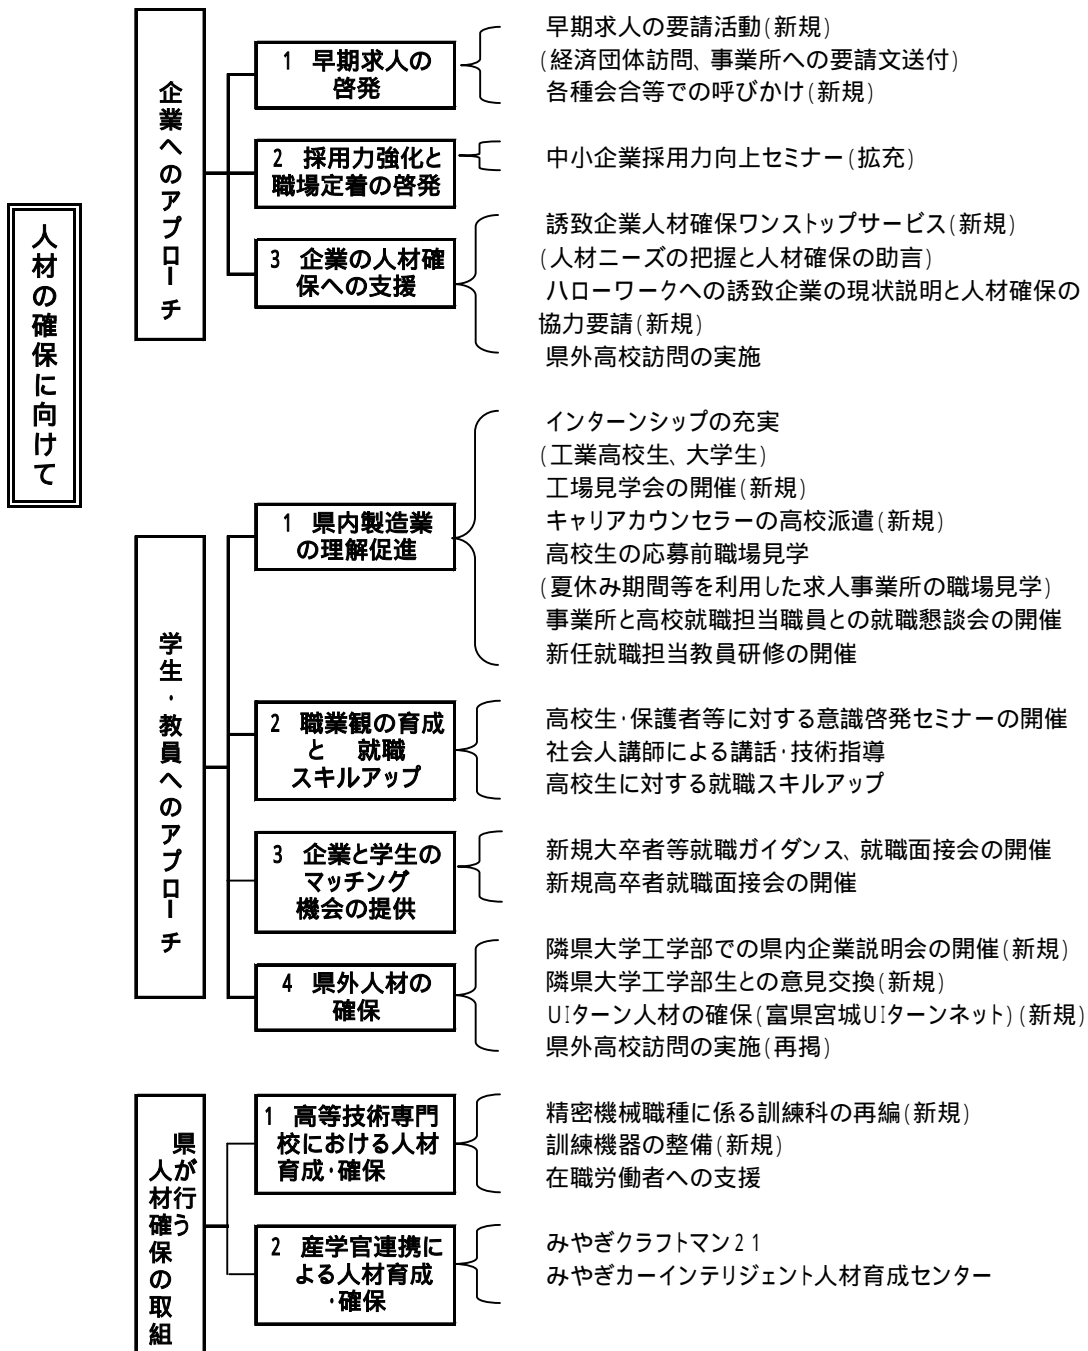 人材の確保に向けて
企業へのアプローチ
1 早期求人の
啓発
早期求人の要請活動(新規)
(経済団体訪問、事業所への要請文送付)
各種会合等での呼びかけ(新規)
2 採用力強化と
職場定着の啓発
中小企業採用力向上セミナー(拡充)
3 企業の人材確
保への支援
誘致企業人材確保ワンストップサービス(新規)
(人材ニーズの把握と人材確保の助言)
ハローワークへの誘致企業の現状説明と人材確保の
協力要請(新規)
県外高校訪問の実施
学生・教員へのアプローチ
1 県内製造業
の理解促進
インターンシップの充実
(工業高校生、大学生)
工場見学会の開催(新規)
キャリアカウンセラーの高校派遣(新規)
高校生の応募前職場見学
(夏休み期間等を利用した求人事業所の職場見学)
事業所と高校就職担当職員との就職懇談会の開催
新任就職担当教員研修の開催
2 職業観の育成
と 就職
スキルアップ
高校生・保護者等に対する意識啓発セミナーの開催
社会人講師による講話・技術指導
高校生に対する就職スキルアップ
3 企業と学生の
マッチング
機会の提供
新規大卒者等就職ガイダンス、就職面接会の開催
新規高卒者就職面接会の開催
4 県外人材の
確保
隣県大学工学部での県内企業説明会の開催(新規)
隣県大学工学部生との意見交換(新規)
UIターン人材の確保(富県宮城UIターンネット)(新規)
県外高校訪問の実施(再掲)
県が行う
人材確保の取組
1 高等技術専門
校における人材
育成・確保
精密機械職種に係る訓練科の再編(新規)
訓練機器の整備(新規)
在職労働者への支援
2 産学官連携に
よる人材育成
・確保
みやぎクラフトマン21
みやぎカーインテリジェント人材育成センター